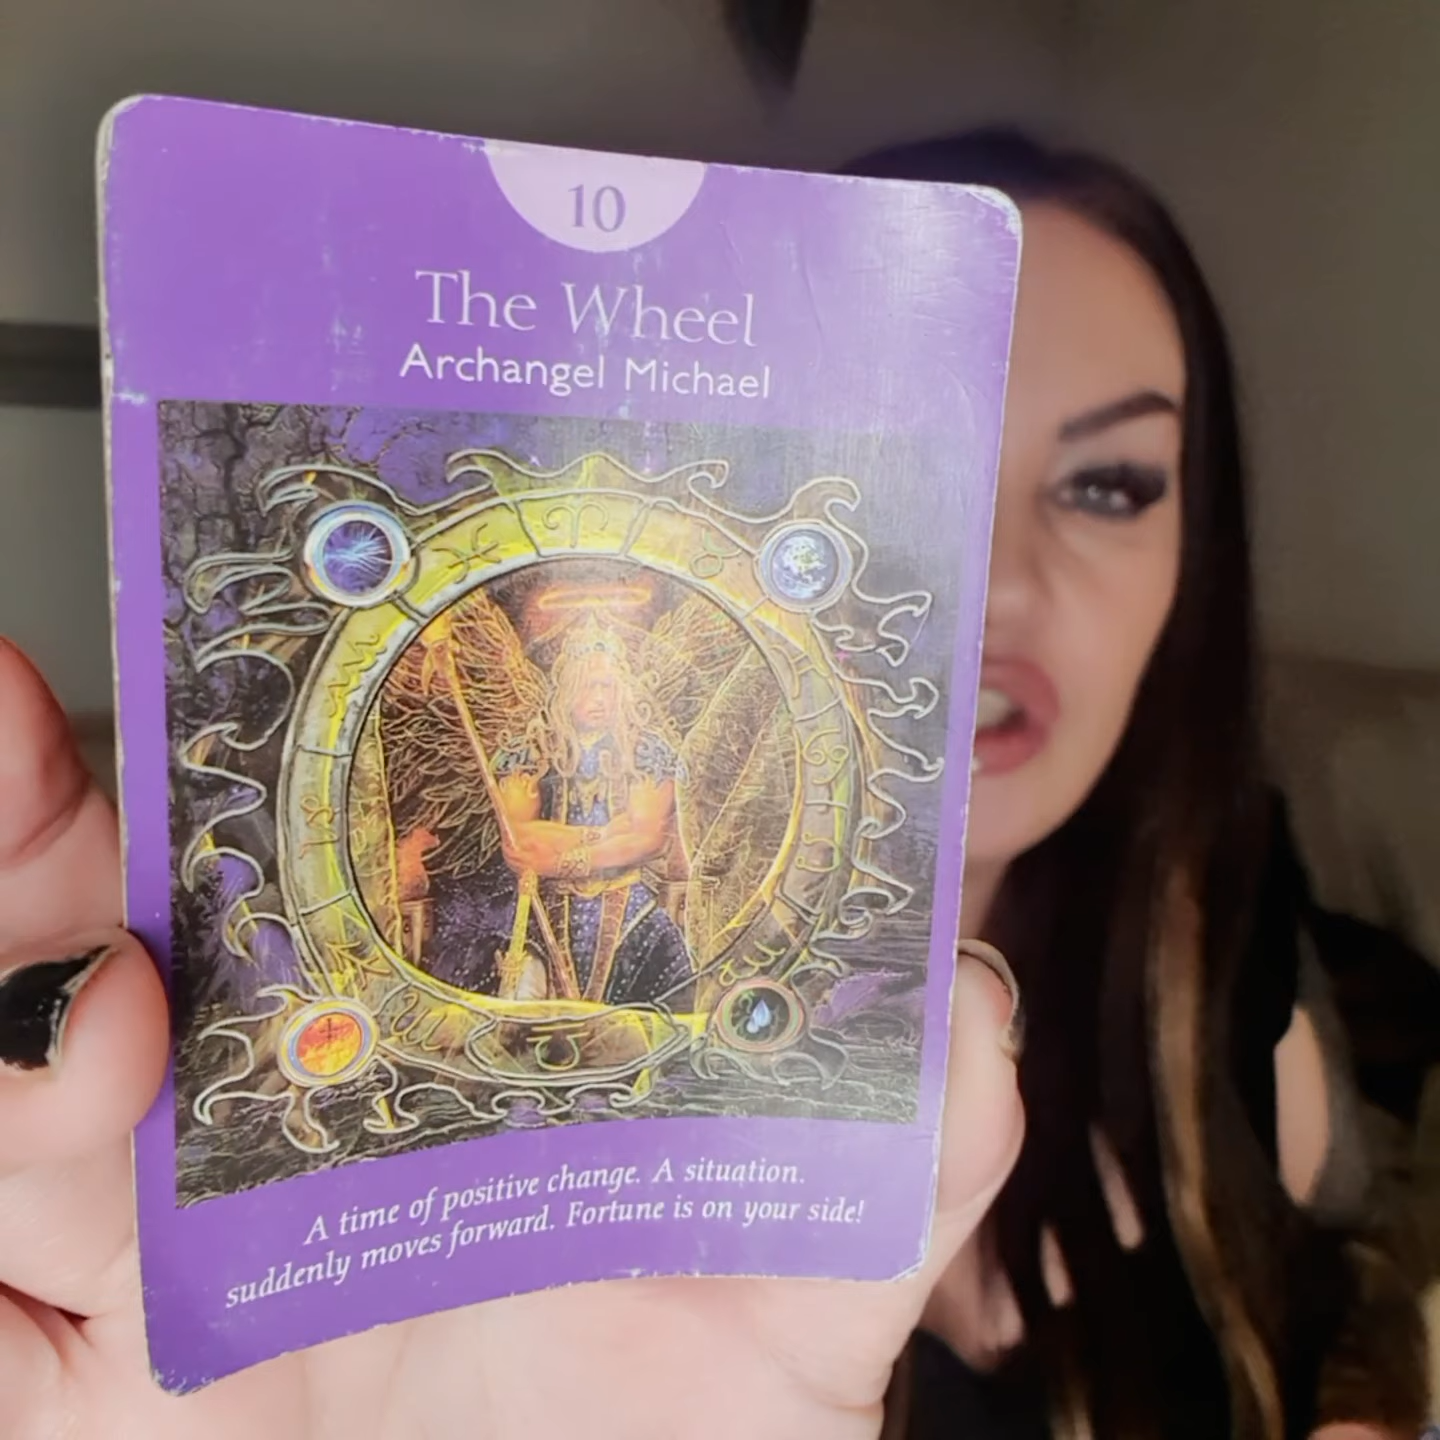 10
The Wheel
Archangel Michael
A time of positive change. A situation.
suddenly moves forward. Fortune is on your side!